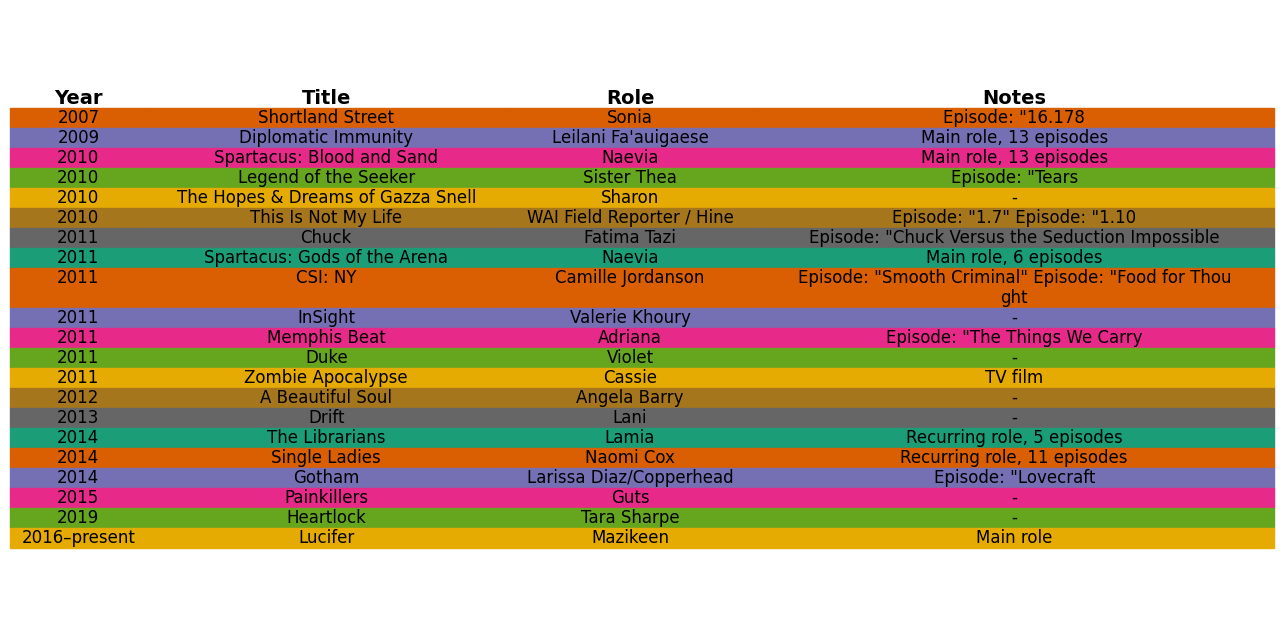 Year Title Role Notes
2007 Shortland Street Sonia Episode: "16.178
2009 Diplomatic Immunity Leilani Fa'auigaese Main role, 13 episodes
2010 Spartacus: Blood and Sand Naevia Main role, 13 episodes
2010 Legend of the Seeker Sister Thea Episode: "Tears
2010 The Hopes & Dreams of Gazza Snell Sharon -
2010 This Is Not My Life WAI Field Reporter / Hine Episode: "1.7" Episode: "1.10
2011 Chuck Fatima Tazi Episode: "Chuck Versus the Seduction Impossible
2011 Spartacus: Gods of the Arena Naevia Main role, 6 episodes
2011 CSI: NY Camille Jordanson Episode: "Smooth Criminal" Episode: "Food for Thou
ght
2011 InSight Valerie Khoury -
2011 Memphis Beat Adriana Episode: "The Things We Carry
2011 Duke Violet -
2011 Zombie Apocalypse Cassie TV film
2012 A Beautiful Soul Angela Barry -
2013 Drift Lani -
2014 The Librarians Lamia Recurring role, 5 episodes
2014 Single Ladies Naomi Cox Recurring role, 11 episodes
2014 Gotham Larissa Diaz/Copperhead Episode: "Lovecraft
2015 Painkillers Guts -
2019 Heartlock Tara Sharpe -
2016–present Lucifer Mazikeen Main role